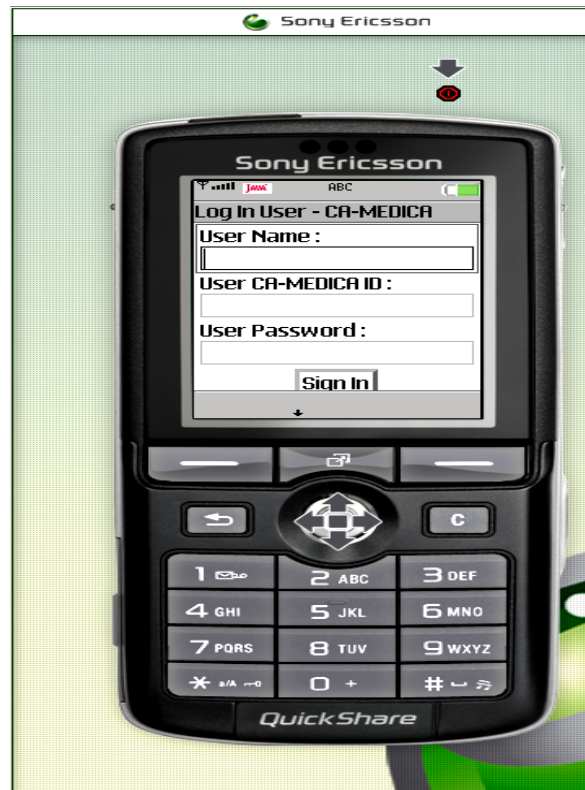 Sony Ericsson
Sony Ericsson
Java ABC
Log In User - CA-MEDICA
User Name :
User CA-MEDICA ID :
User Password :
Sign In
C
1 2 ABC 3 DEF
4 GHI 5 JKL 6 MNO
7 PQRS 8 TUV 9 WXYZ
* a/A 0 + #
QuickShare